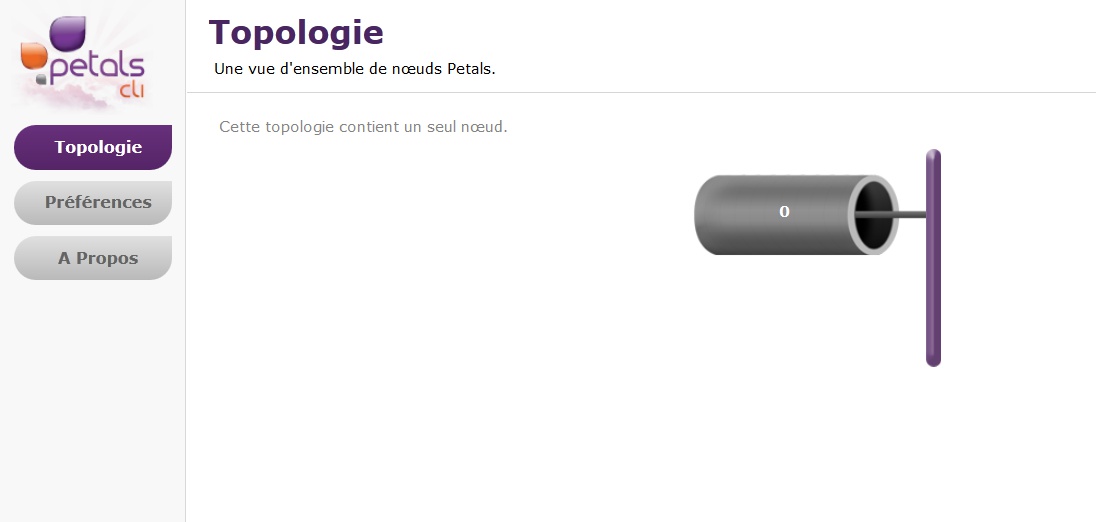 petals
cli
Topologie
Préférences
A Propos
Topologie
Une vue d'ensemble de nœuds Petals.
Cette topologie contient un seul nœud.
0